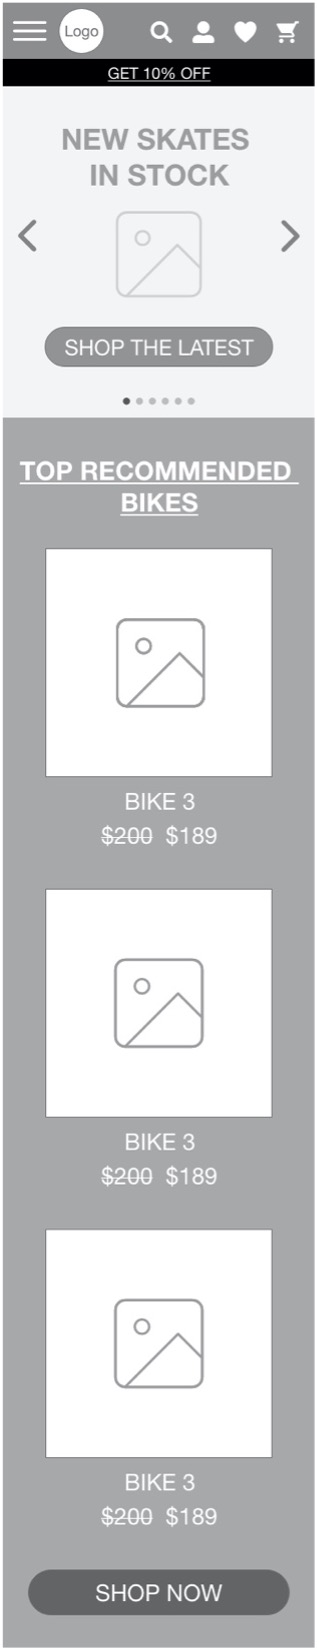 Logo
GET 10% OFF
NEW SKATES
IN STOCK
SHOP THE LATEST
TOP RECOMMENDED
BIKES
BIKE 3
$200 $189
BIKE 3
$200 $189
BIKE 3
$200 $189
SHOP NOW